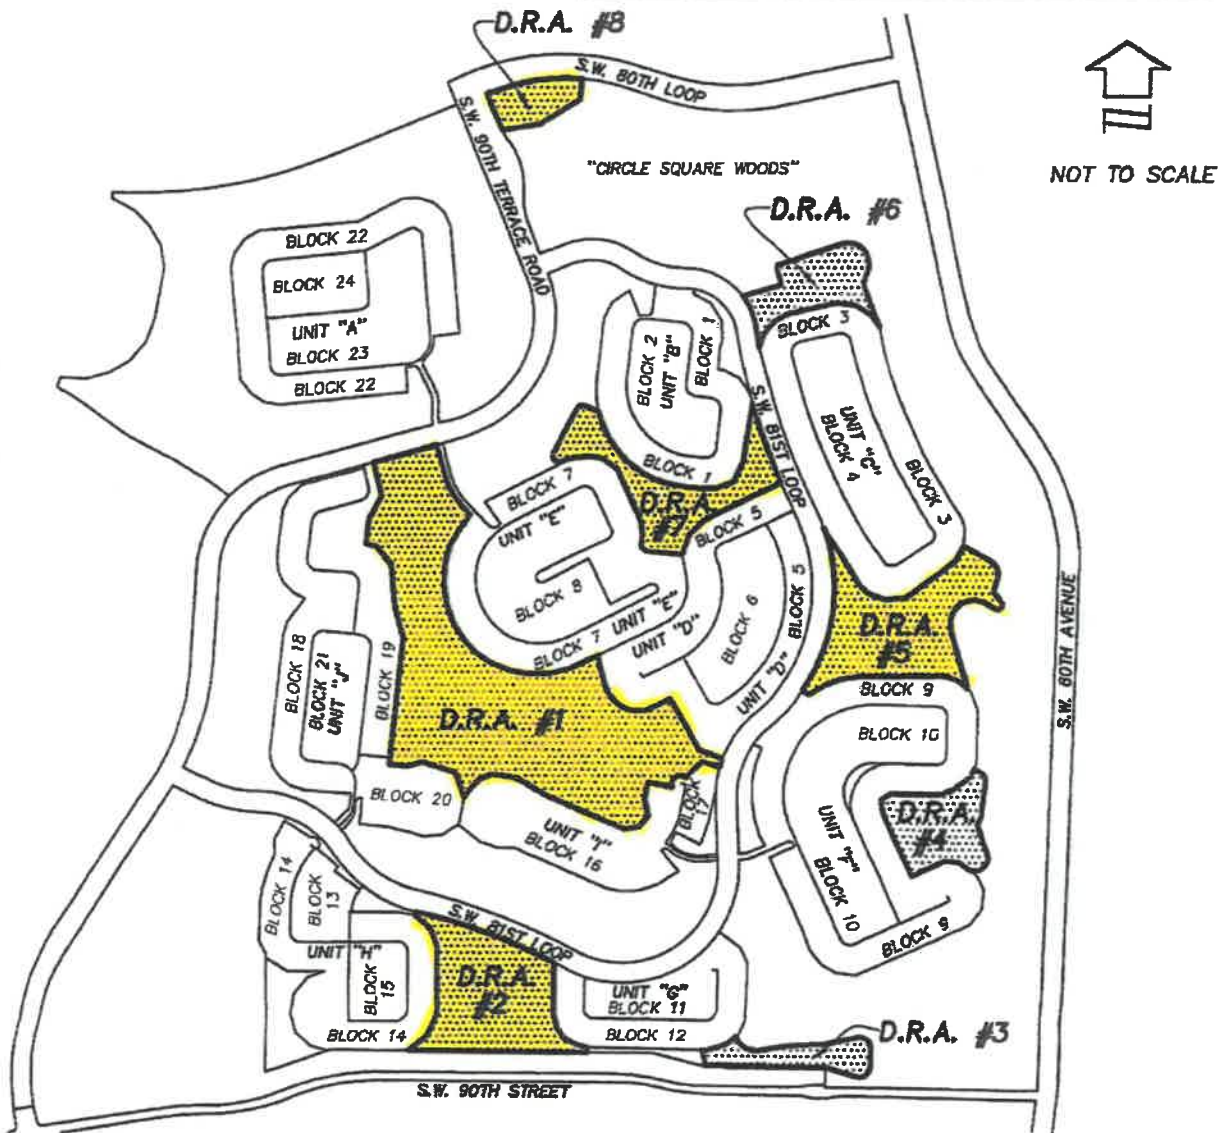 D.R.A. #8
S.W. 80TH LOOP
S.W. 90TH TERRACE ROAD
"CIRCLE SQUARE WOODS"
NOT TO SCALE
D.R.A. #6
BLOCK 22
BLOCK 24
UNIT "A"
BLOCK 23
BLOCK 22
BLOCK 3
BLOCK 2
UNIT "B"
BLOCK 1
S.W. 81ST LOOP
UNIT "C"
BLOCK 4
BLOCK 3
BLOCK 1
BLOCK 7
D.R.A.
#7
BLOCK 5
UNIT "E"
BLOCK 8
BLOCK 5
BLOCK 6
BLOCK 7
UNIT "E"
UNIT "D"
UNIT "D"
D.R.A.
#5
S.W. 80TH AVENUE
BLOCK 18
BLOCK 21
UNIT "J"
BLOCK 19
D.R.A. #1
BLOCK 9
BLOCK 10
BLOCK 20
BLOCK 17
UNIT "I"
BLOCK 16
D.R.A.
#4
UNIT "F"
BLOCK 10
BLOCK 9
BLOCK 14
BLOCK 13
S.W. 81ST LOOP
UNIT "H"
BLOCK 15
D.R.A.
#2
UNIT "G"
BLOCK 11
BLOCK 14
BLOCK 12
D.R.A. #3
S.W. 90TH STREET